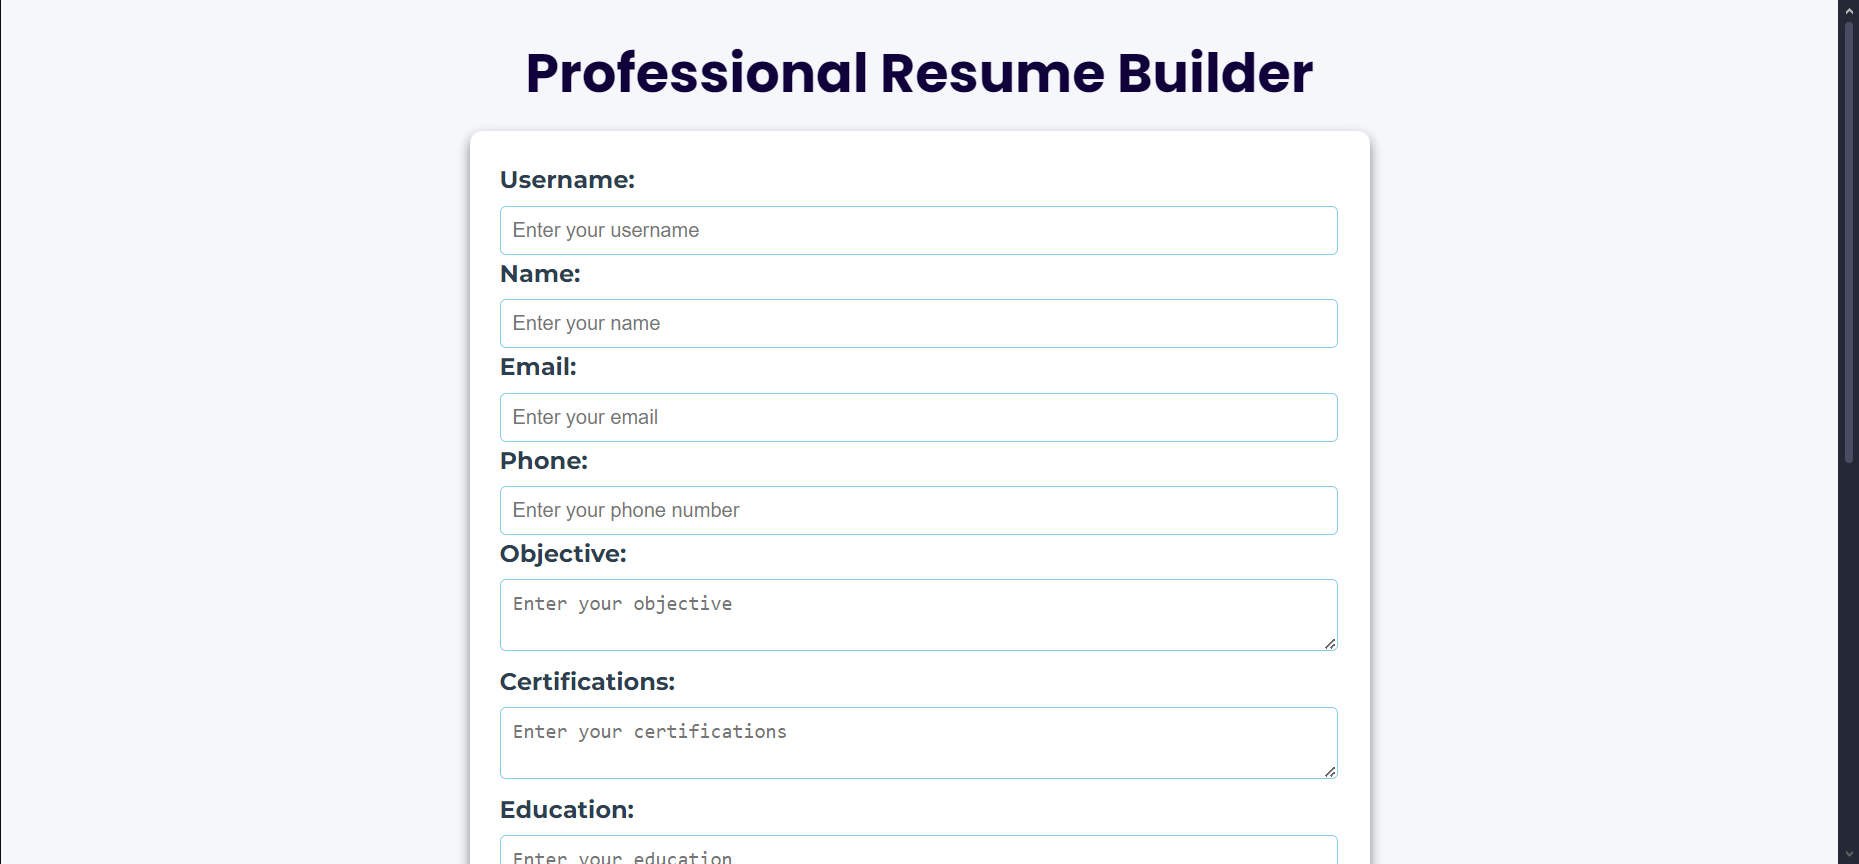 Professional Resume Builder
Username:
Enter your username
Name:
Enter your name
Email:
Enter your email
Phone:
Enter your phone number
Objective:
Enter your objective
Certifications:
Enter your certifications
Education:
Enter your education